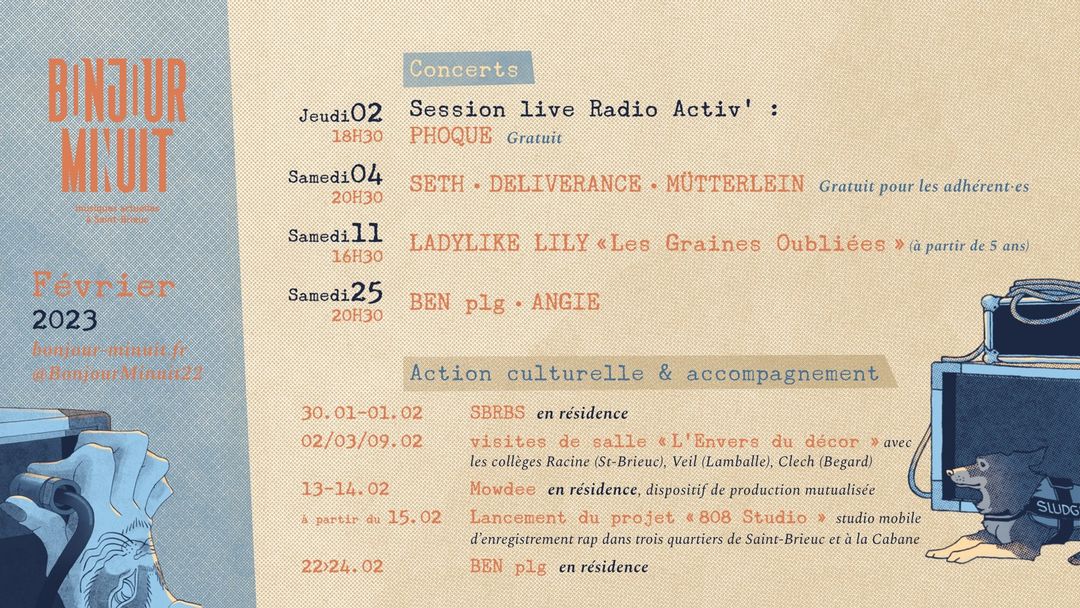 BONJOUR
MINUIT
musiques actuelles
à Saint-Brieuc
Février
2023
bonjour-minuit.fr
@BonjourMinuit22
Concerts
Jeudi 02
18H30
Session live Radio Activ' :
PHOQUE Gratuit
Samedi 04
20H30
SETH • DELIVERANCE • MÜTTERLEIN Gratuit pour les adhérent·es
Samedi 11
16H30
LADYLIKE LILY « Les Graines Oubliées » (à partir de 5 ans)
Samedi 25
20H30
BEN plg • ANGIE
Action culturelle & accompagnement
30.01-01.02 SBRBS en résidence
02/03/09.02 visites de salle « L'Envers du décor » avec
les collèges Racine (St-Brieuc), Veil (Lamballe), Clech (Begard)
13-14.02 Mowdee en résidence, dispositif de production mutualisée
à partir du 15.02 Lancement du projet « 808 Studio » studio mobile
d'enregistrement rap dans trois quartiers de Saint-Brieuc et à la Cabane
22>24.02 BEN plg en résidence
SLUDG